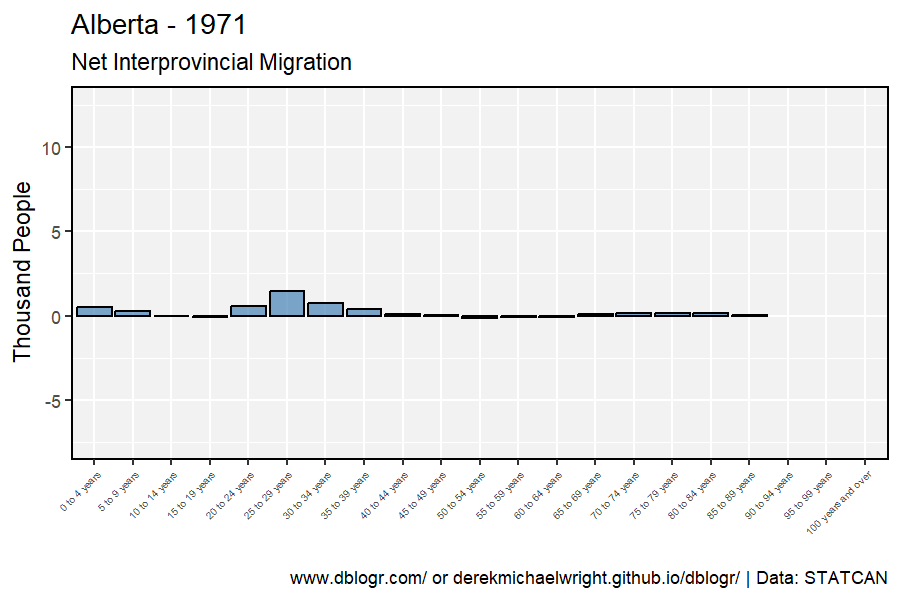 Alberta - 1971
Net Interprovincial Migration
Thousand People
10
5
0
-5
0 to 4 years
5 to 9 years
10 to 14 years
15 to 19 years
20 to 24 years
25 to 29 years
30 to 34 years
35 to 39 years
40 to 44 years
45 to 49 years
50 to 54 years
55 to 59 years
60 to 64 years
65 to 69 years
70 to 74 years
75 to 79 years
80 to 84 years
85 to 89 years
90 to 94 years
95 to 99 years
100 years and over
www.dblogr.com/ or derekmichaelwright.github.io/dblogr/ | Data: STATCAN